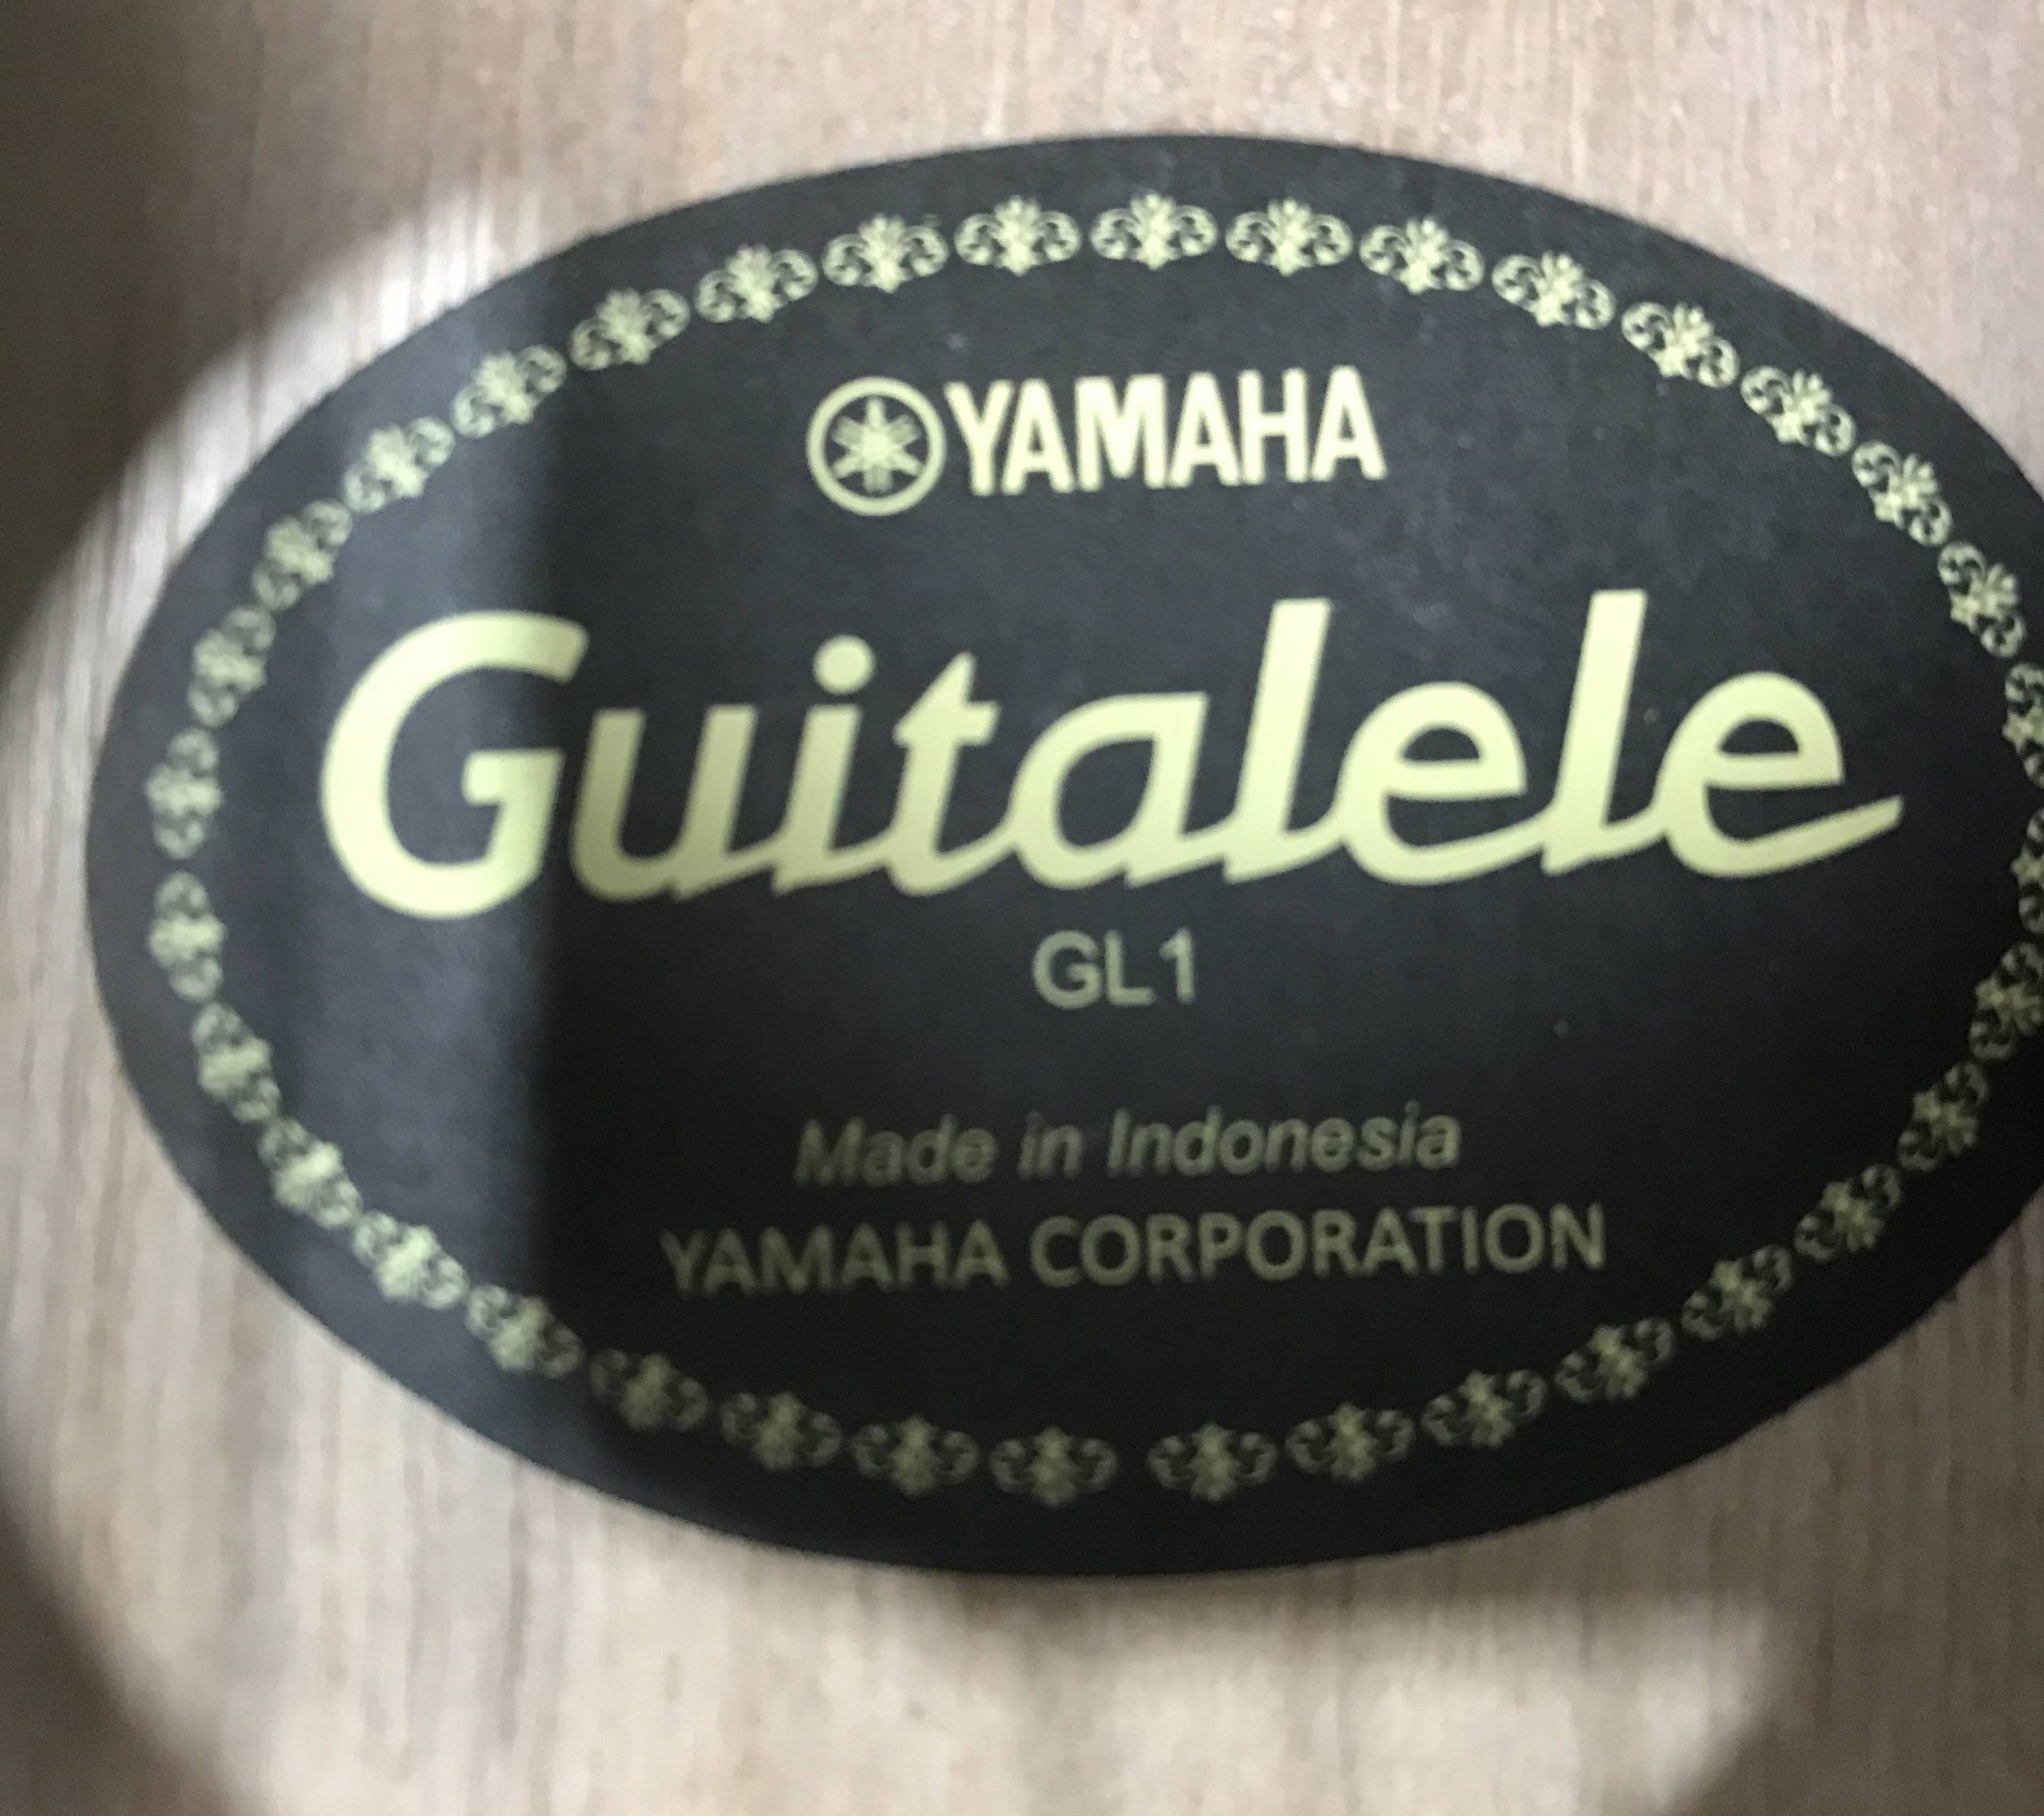 YAMAHA
Guitalele
GL1
Made in Indonesia
YAMAHA CORPORATION